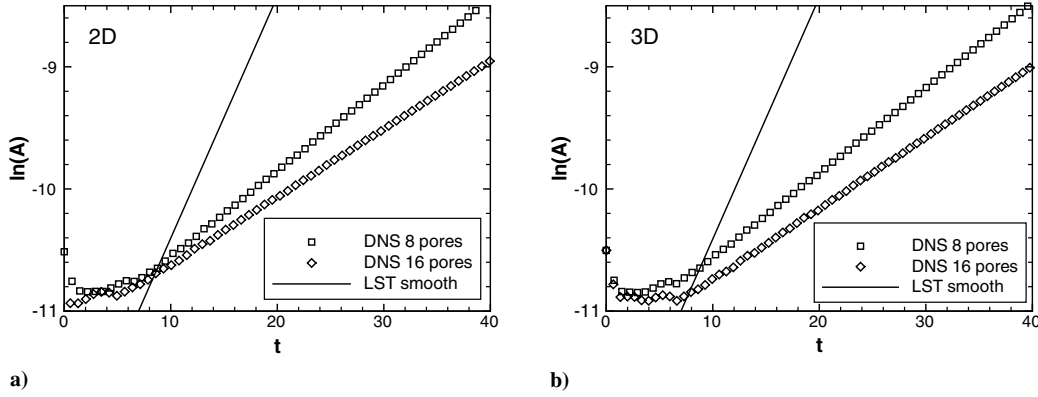 2D
ln(A)
-9
-10
-11
0
10
20
30
40
t
DNS 8 pores
DNS 16 pores
LST smooth
a)
3D
ln(A)
-9
-10
-11
0
10
20
30
40
t
DNS 8 pores
DNS 16 pores
LST smooth
b)